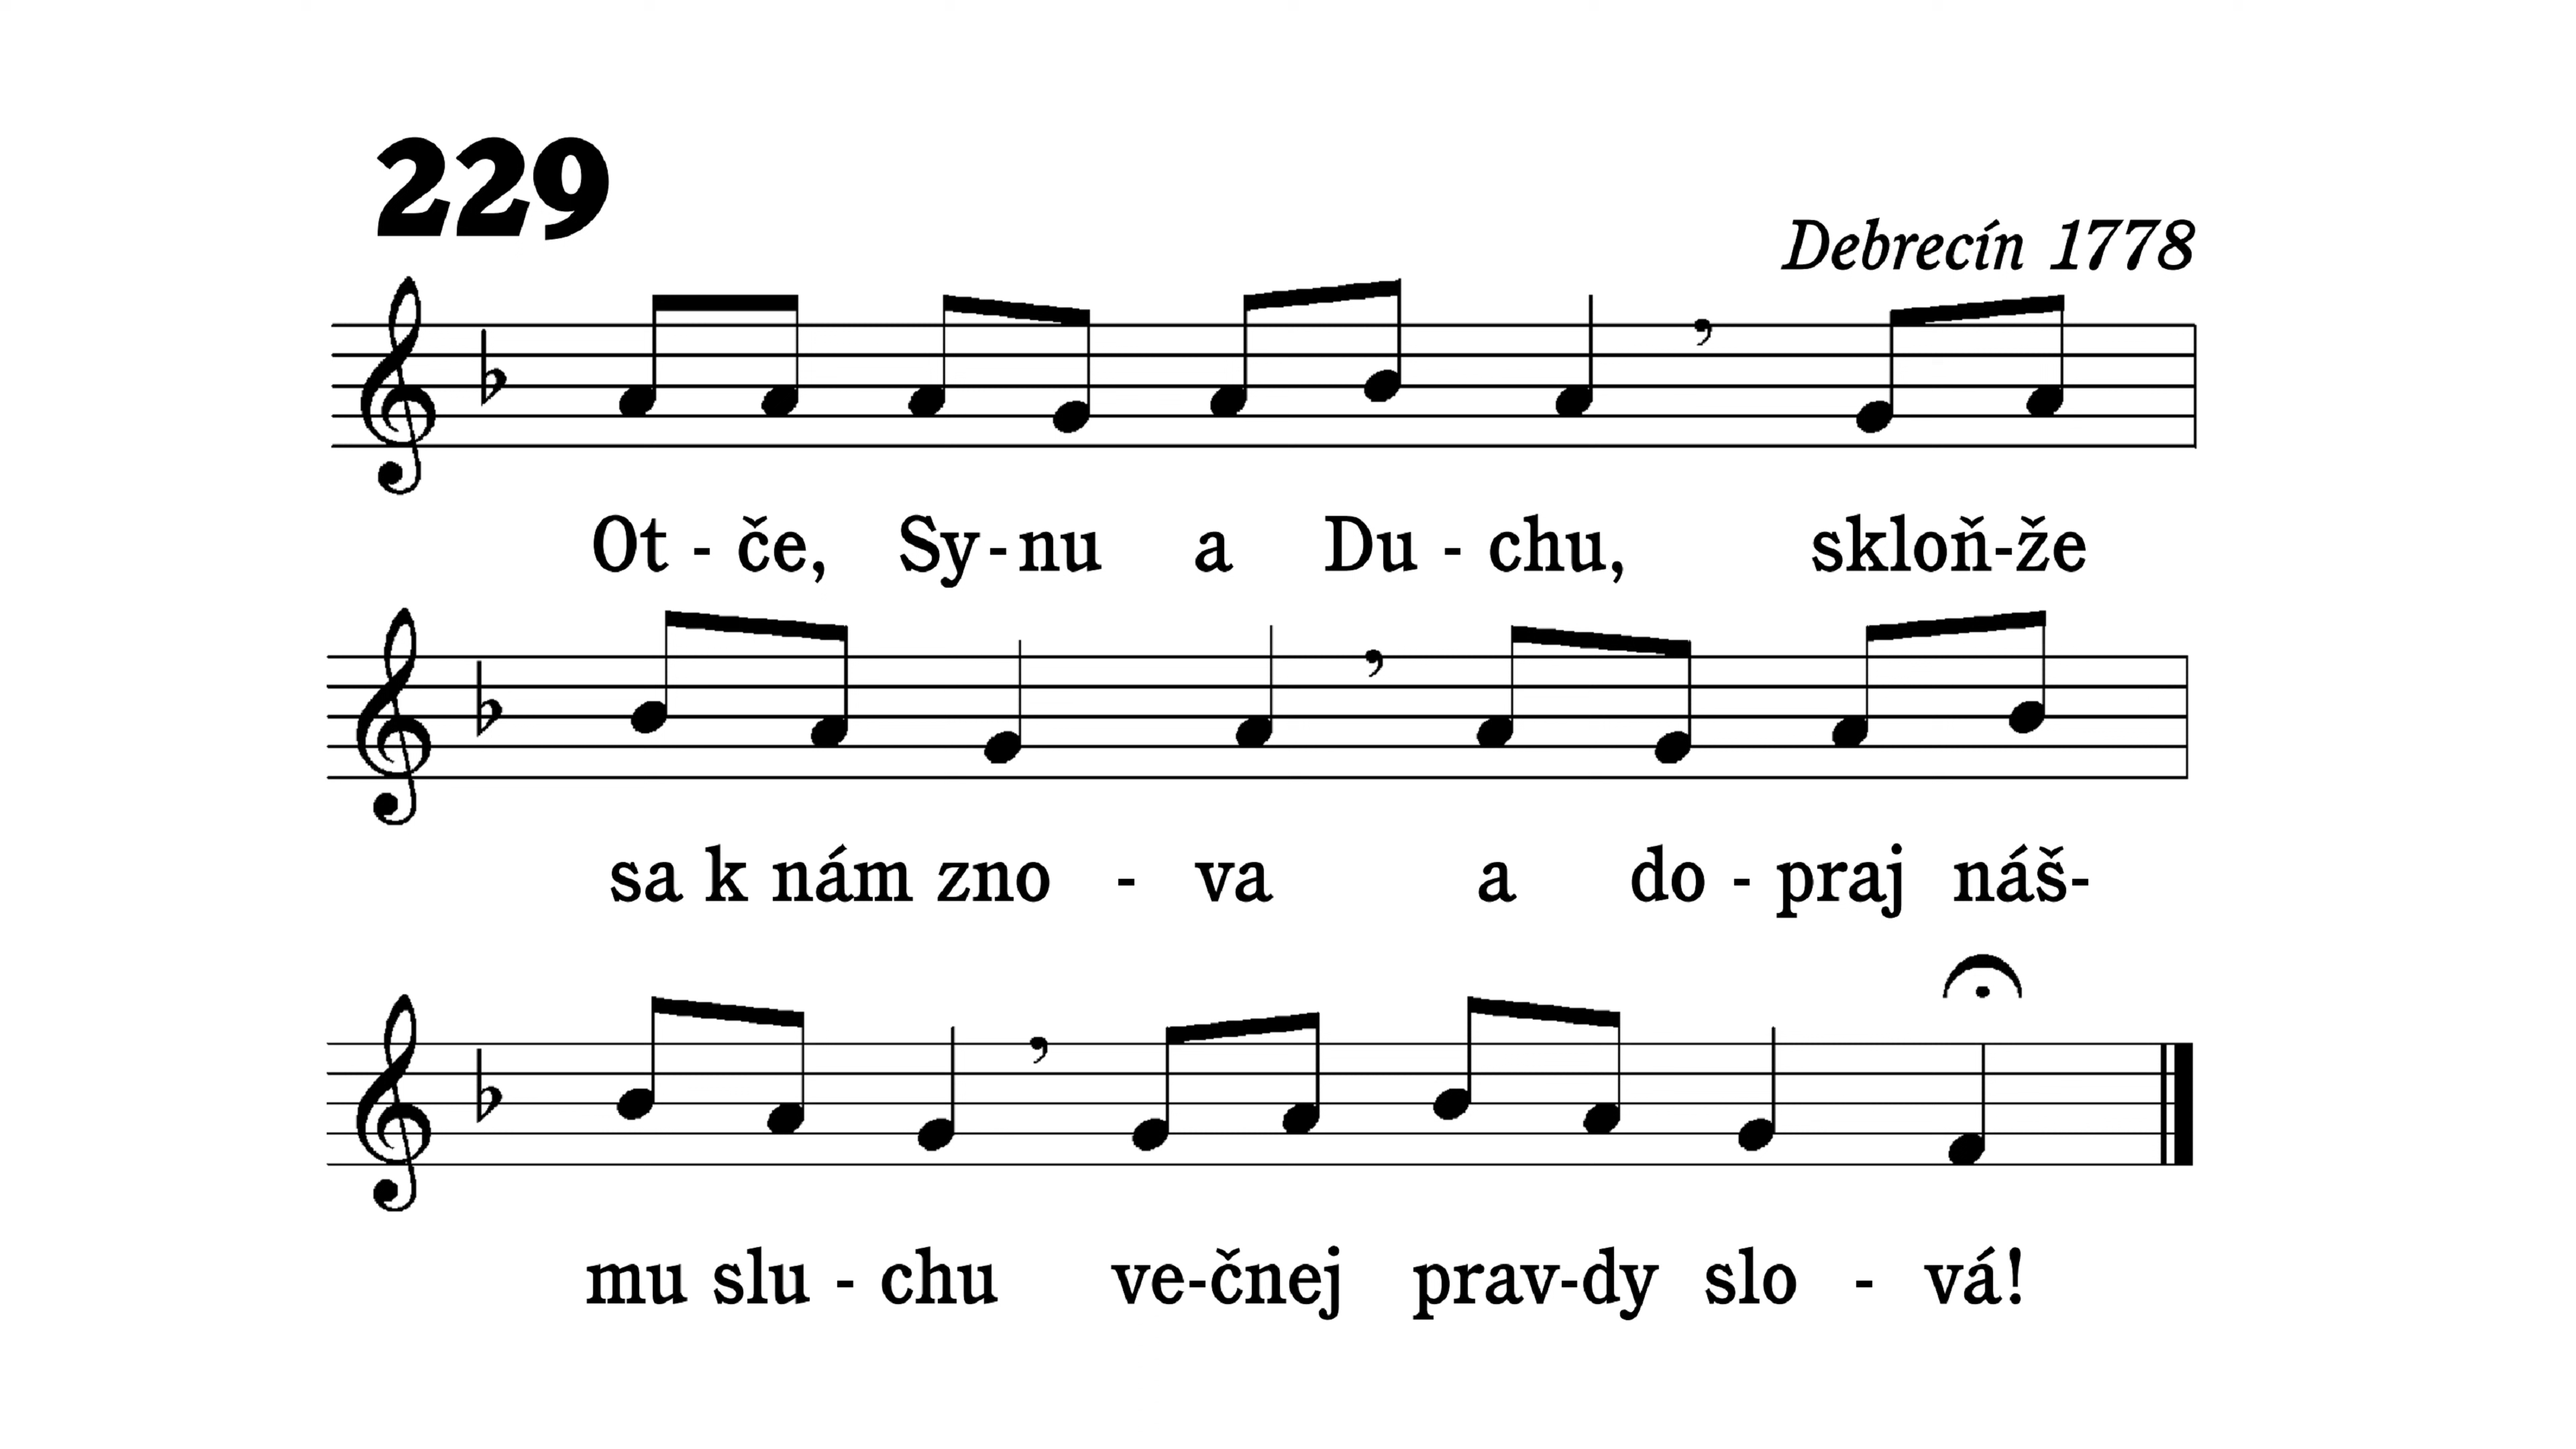 229
Debrecín 1778
Ot - če, Sy - nu a Du - chu, skloň-že
sa k nám zno - va a do - praj náš-
mu slu - chu ve-čnej prav-dy slo - vá!